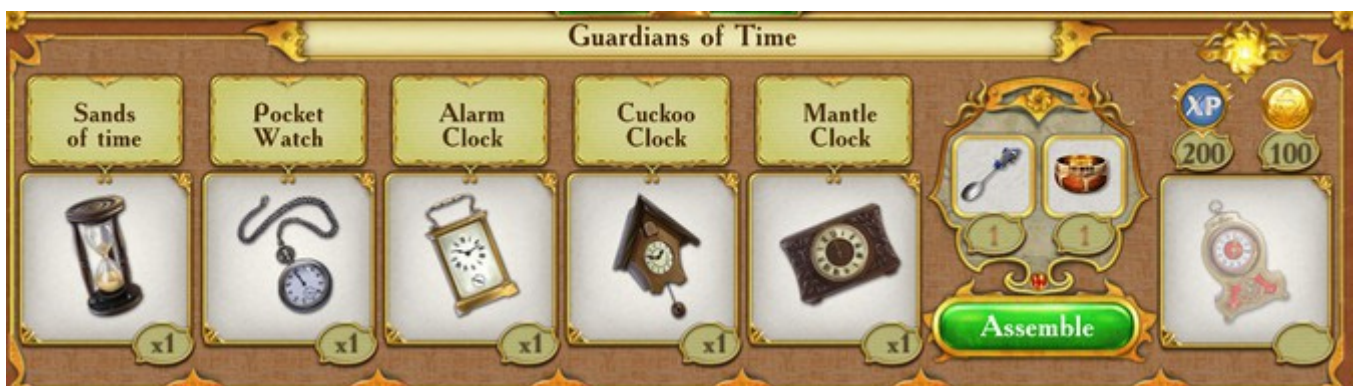 Guardians of Time
Sands
of time
Pocket
Watch
Alarm
Clock
Cuckoo
Clock
Mantle
Clock
XP
200
100
1
1
Assemble
x1
x1
x1
x1
x1